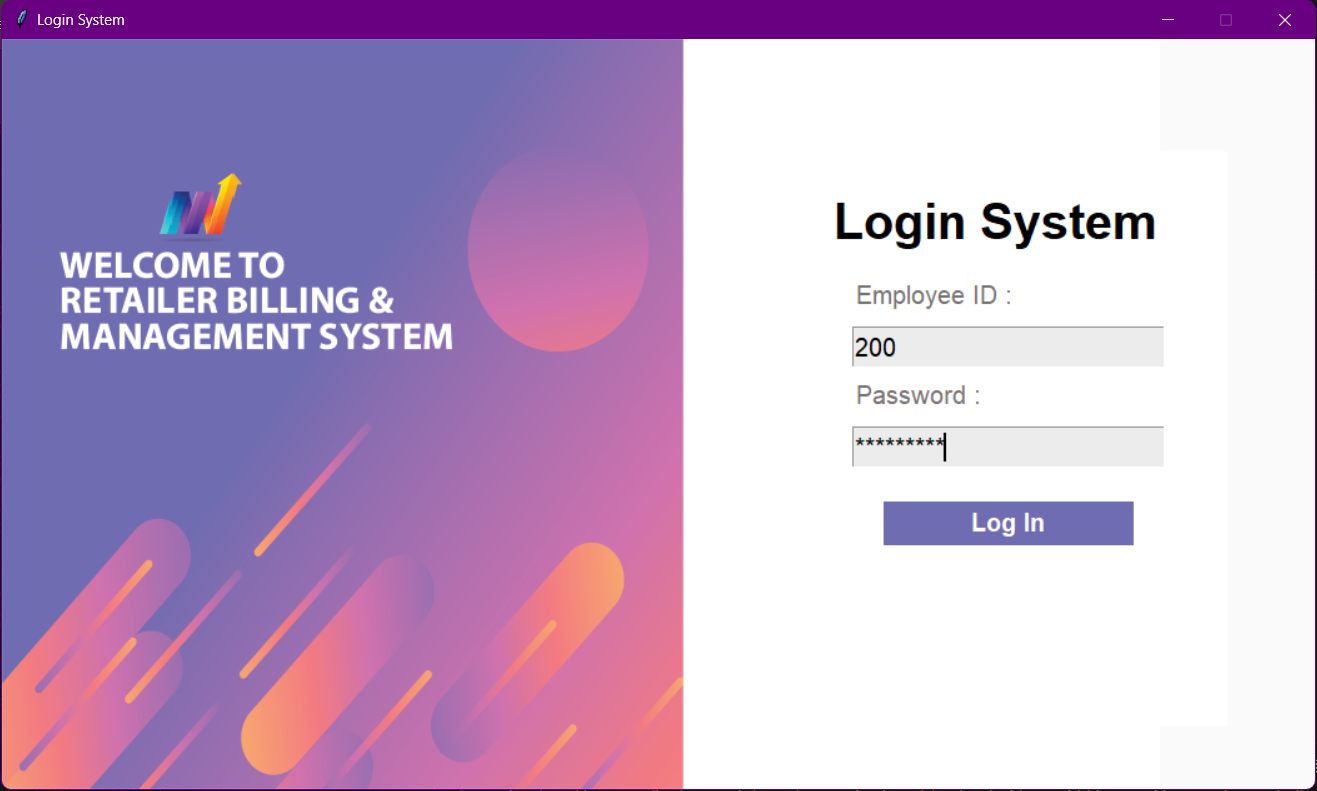 Login System
WELCOME TO
RETAILER BILLING &
MANAGEMENT SYSTEM
Login System
Employee ID :
200
Password :
*********
Log In